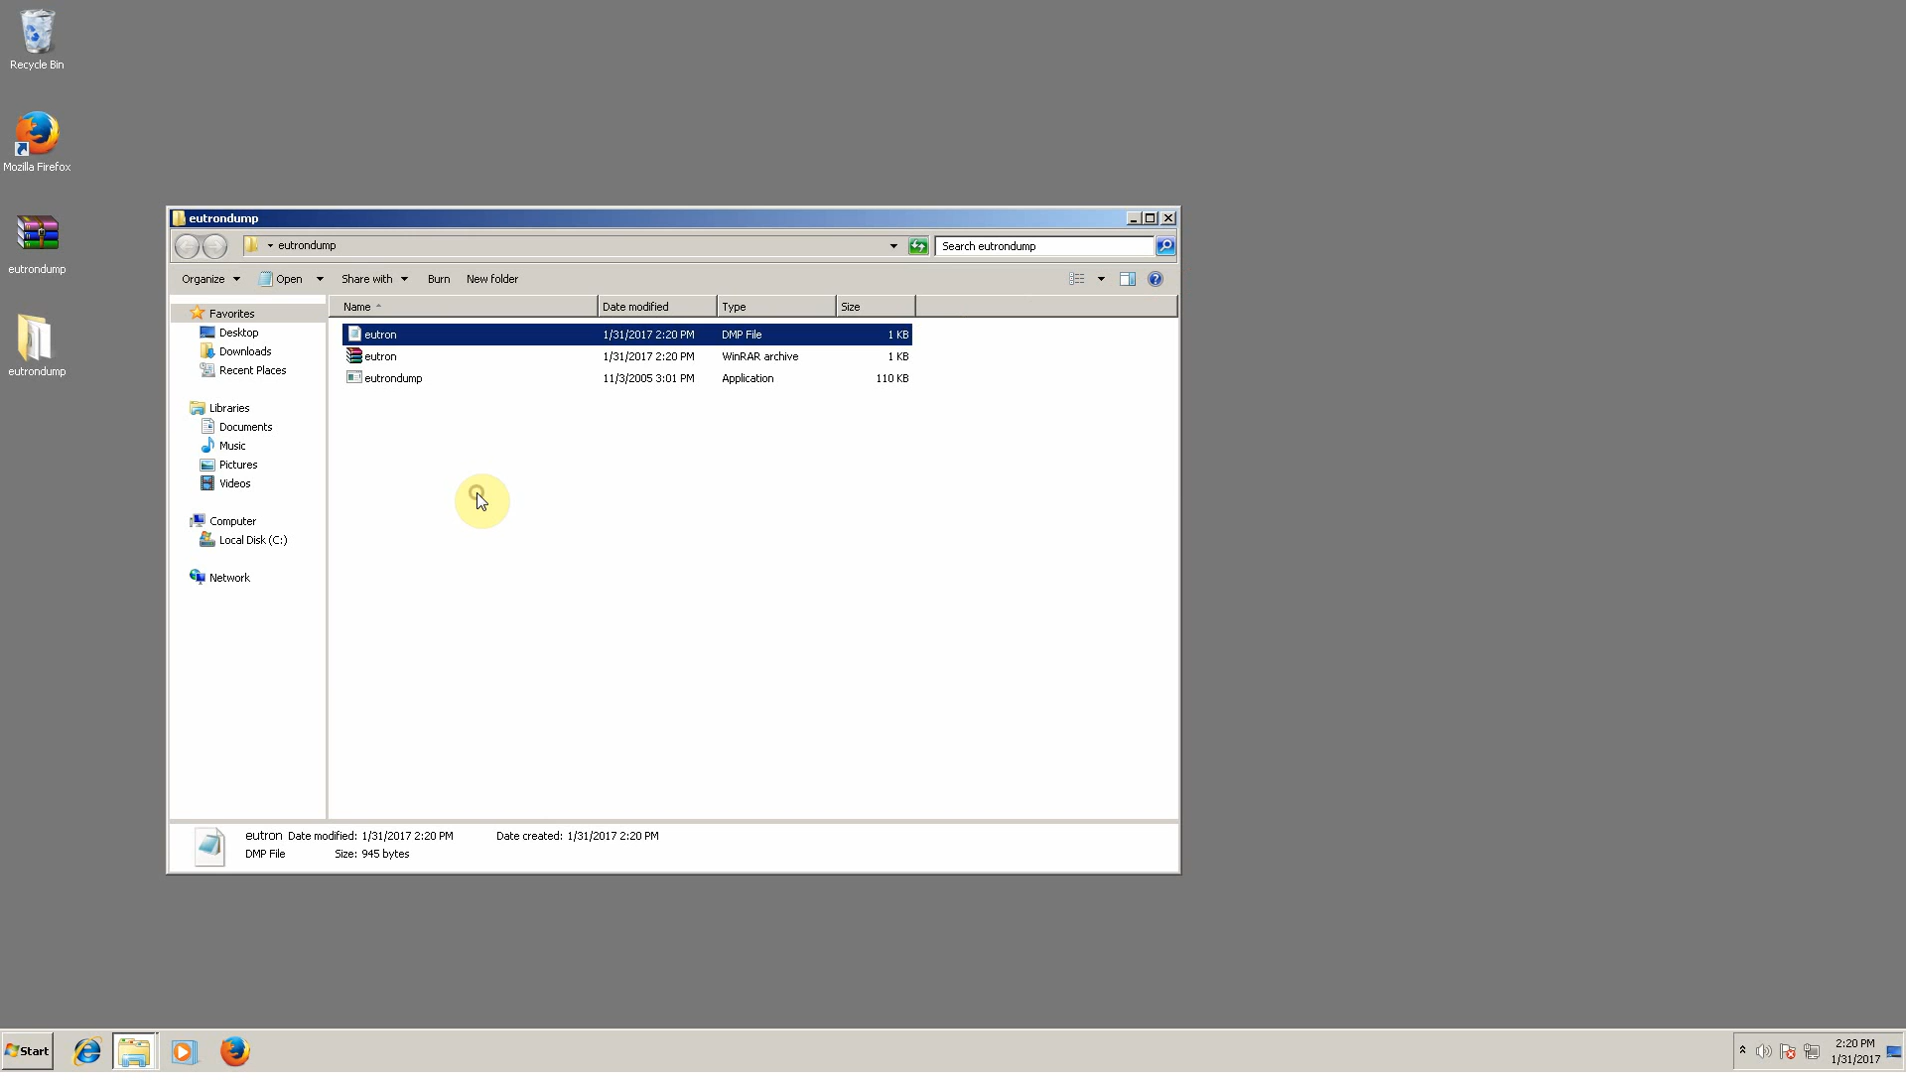 Recycle Bin
Mozilla Firefox
eutrondump
eutrondump
eutrondump
eutrondump
Search eutrondump
Organize
Open
Share with
Burn
New folder
Name
Date modified
Type
Size
eutron 1/31/2017 2:20 PM DMP File 1 KB
eutron 1/31/2017 2:20 PM WinRAR archive 1 KB
eutrondump 11/3/2005 3:01 PM Application 110 KB
Favorites
Desktop
Downloads
Recent Places
Libraries
Documents
Music
Pictures
Videos
Computer
Local Disk (C:)
Network
eutron Date modified: 1/31/2017 2:20 PM Date created: 1/31/2017 2:20 PM
DMP File Size: 945 bytes
Start
2:20 PM
1/31/2017